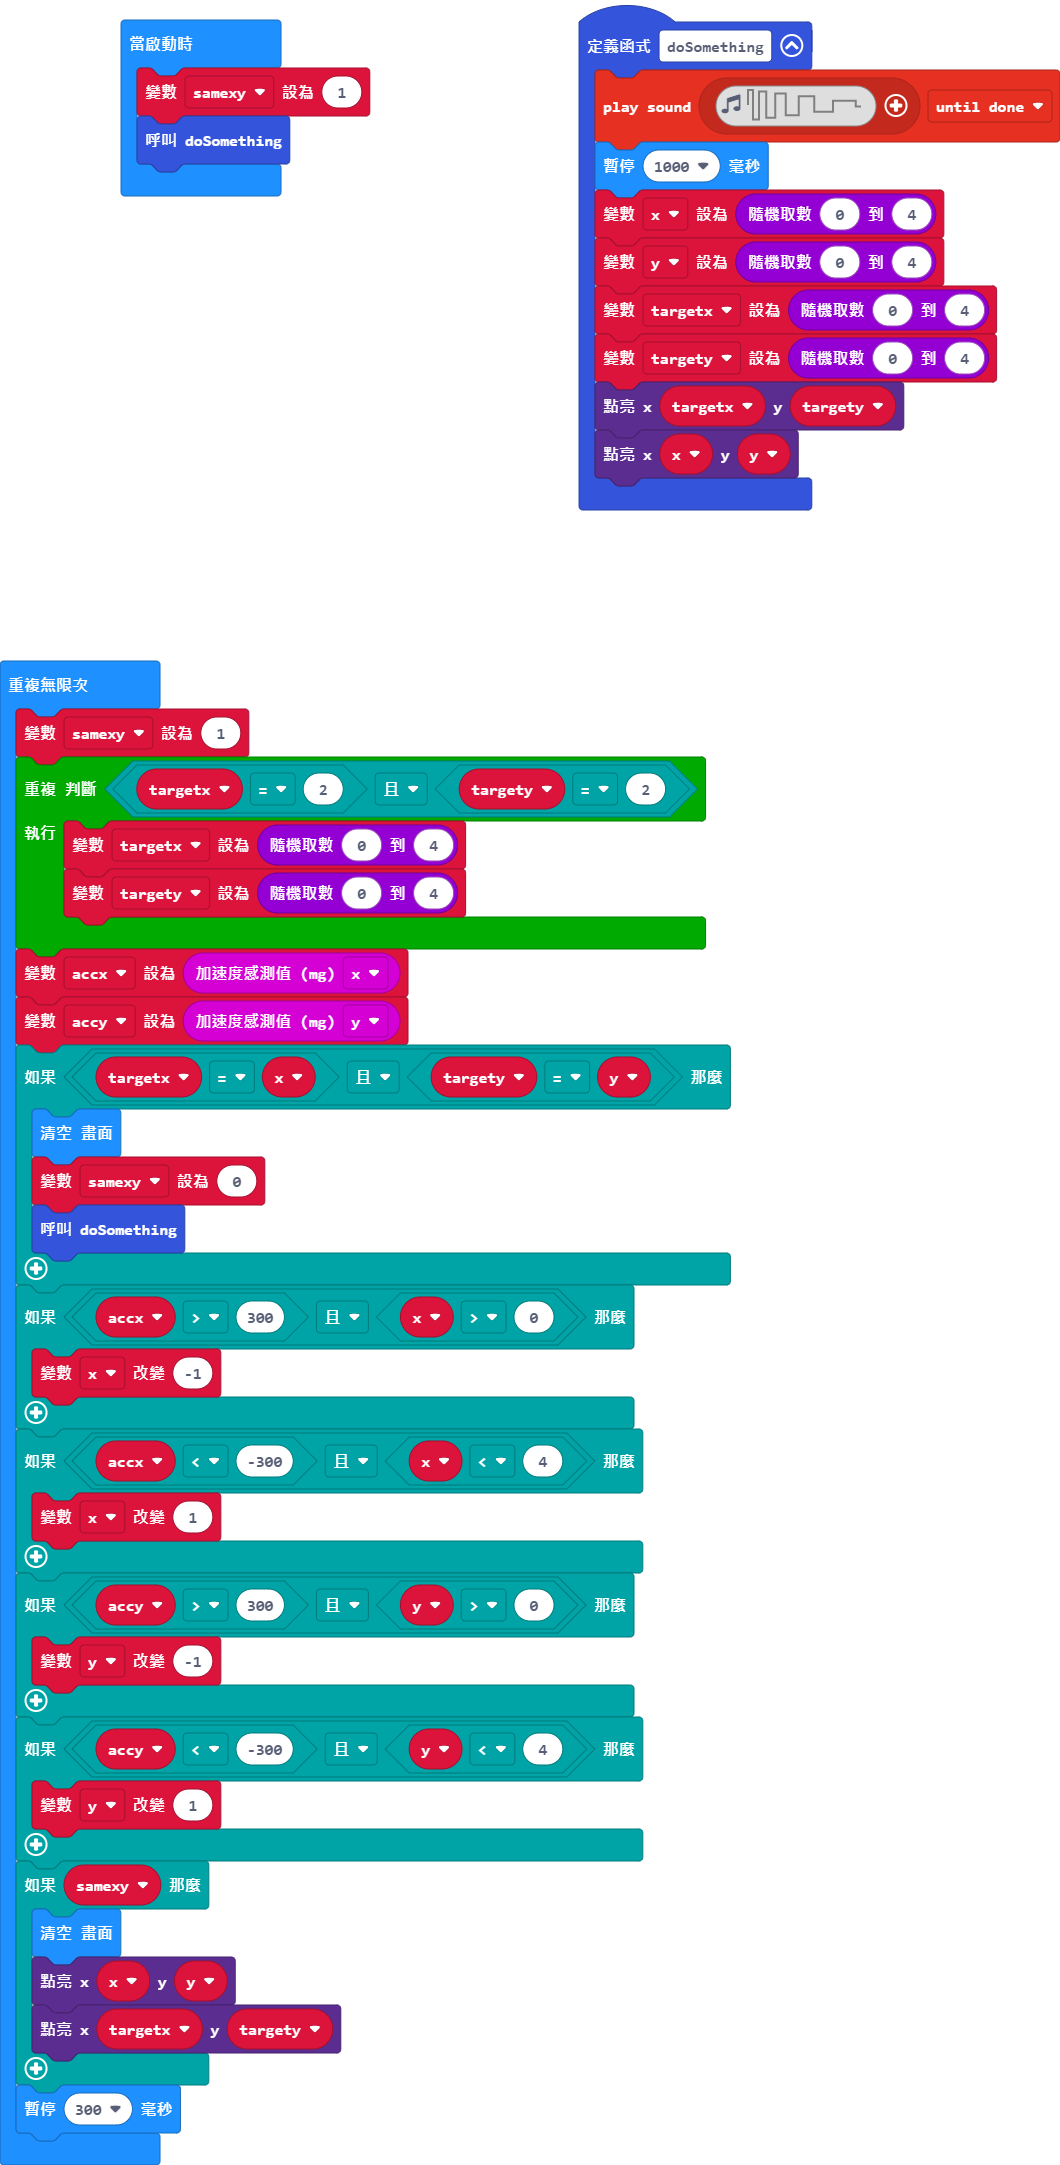 當啟動時
變數 samexy 設為 1
呼叫 doSomething
定義函式 doSomething
play sound until done
暫停 1000 毫秒
變數 x 設為 隨機取數 0 到 4
變數 y 設為 隨機取數 0 到 4
變數 targetx 設為 隨機取數 0 到 4
變數 targety 設為 隨機取數 0 到 4
點亮 x targetx y targety
點亮 x x y y
重複無限次
變數 samexy 設為 1
重複 判斷 targetx = 2 且 targety = 2
執行 變數 targetx 設為 隨機取數 0 到 4
變數 targety 設為 隨機取數 0 到 4
變數 accx 設為 加速度感測值 (mg) x
變數 accy 設為 加速度感測值 (mg) y
如果 targetx = x 且 targety = y 那麼
清空 畫面
變數 samexy 設為 0
呼叫 doSomething
如果 accx > 300 且 x > 0 那麼
變數 x 改變 -1
如果 accx < -300 且 x < 4 那麼
變數 x 改變 1
如果 accy > 300 且 y > 0 那麼
變數 y 改變 -1
如果 accy < -300 且 y < 4 那麼
變數 y 改變 1
如果 samexy 那麼
清空 畫面
點亮 x x y y
點亮 x targetx y targety
暫停 300 毫秒